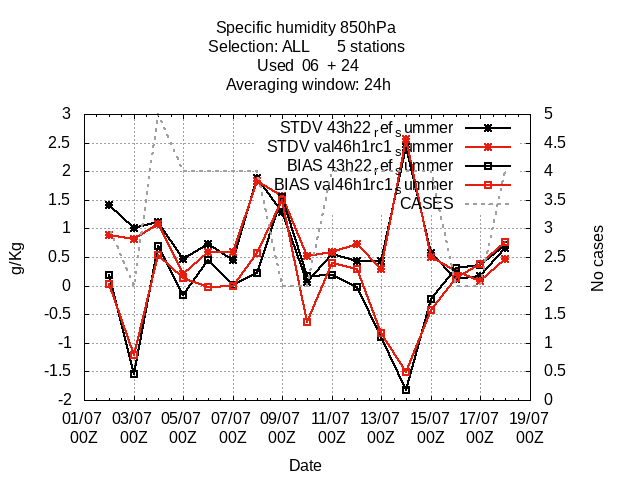 Specific humidity 850hPa
Selection: ALL 5 stations
Used 06 + 24
Averaging window: 24h
STDV 43h22_ref_summer
STDV val46h1rc1_summer
BIAS 43h22_ref_summer
BIAS val46h1rc1_summer
CASES
3
2.5
2
1.5
1
0.5
0
-0.5
-1
-1.5
-2
g/Kg
5
4.5
4
3.5
3
2.5
2
1.5
1
0.5
0
No cases
01/07 03/07 05/07 07/07 09/07 11/07 13/07 15/07 17/07 19/07
00Z 00Z 00Z 00Z 00Z 00Z 00Z 00Z 00Z 00Z
Date